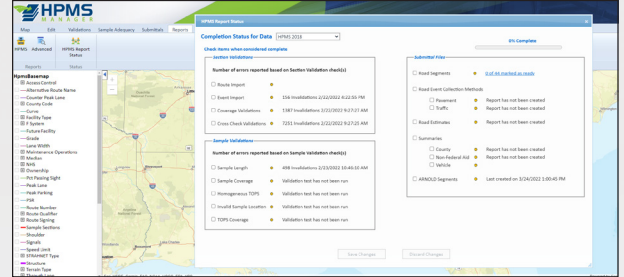 HPMS
MANAGER
Map Edit Validations Sample Adequacy Submittals Reports
HPMS Advanced HPMS Report Status
Reports Status
HpmsBasemap
Access Control
Alternative Route Name
Counter Peak Lane
County Code
Curve
Facility Type
F System
Future Facility
Grade
Lane Width
Maintenance Operations
Median
NHS
Ownership
Pct Passing Sight
Peak Lane
Peak Parking
PSR
Route Number
Route Qualifier
Route Signing
Sample Sections
Shoulder
Signals
Speed Limit
STRAHNET Type
Structure
Terrain Type
Through Lane
HPMS Report Status
x
Completion Status for Data HPMS 2018
0% Complete
Check items when considered complete
Section Validations
Number of errors reported based on Section Validation check(s)
Route Import
Event Import 156 Invalidations 2/22/2022 4:22:55 PM
Coverage Validations 1387 Invalidations 2/22/2022 9:27:21 AM
Cross Check Validations 7251 Invalidations 2/22/2022 9:23:21 AM
Sample Validations
Number of errors reported based on Sample Validation check(s)
Sample Length 498 Invalidations 2/23/2022 10:46:10 AM
Sample Coverage Validation test has not been run
Homogeneous TOPS Validation test has not been run
Invalid Sample Location Validation test has not been run
TOPS Coverage Validation test has not been run
Submittal Files
Road Segments 0 of 44 marked as ready
Road Event Collection Methods
Pavement Report has not been created
Traffic Report has not been created
Road Estimates Report has not been created
Summaries
County Report has not been created
Non-Federal Aid Report has not been created
Vehicle Report has not been created
ARNOLD Segments Last created on 3/24/2022 1:00:45 PM
Save Changes Discard Changes